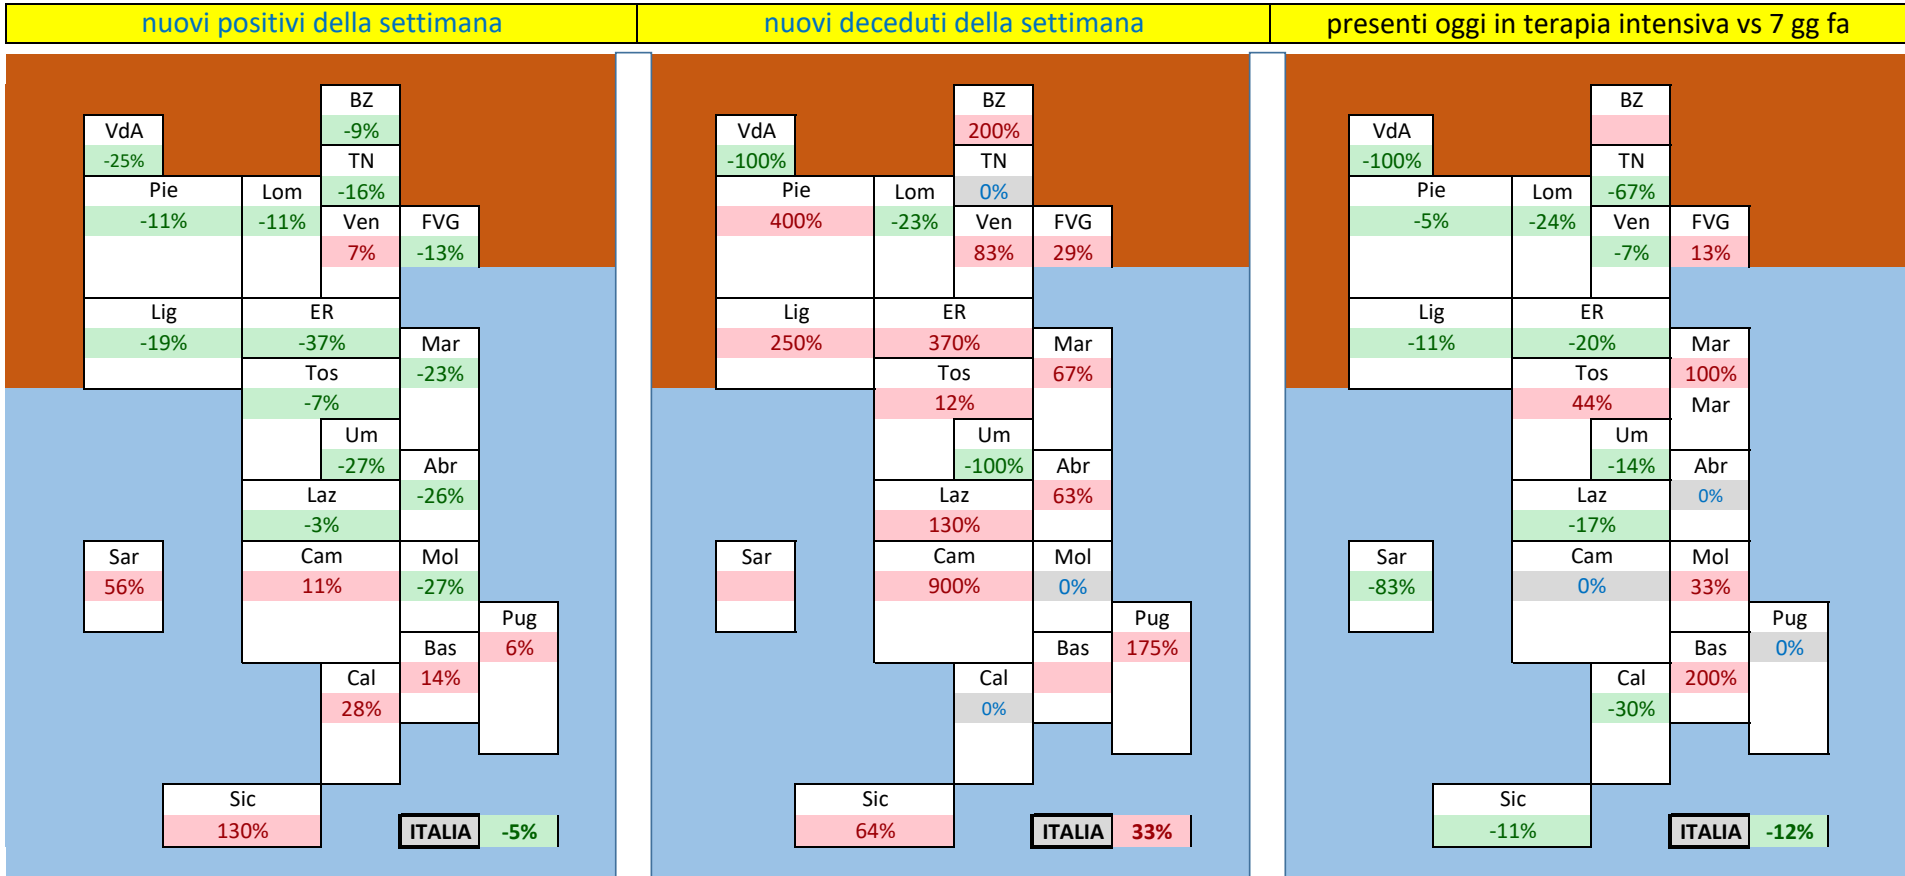 nuovi positivi della settimana
nuovi deceduti della settimana
presenti oggi in terapia intensiva vs 7 gg fa
BZ
VdA -9%
-25% TN
Pie Lom -16%
-11% -11% Ven FVG
7% -13%
Lig ER
-19% -37% Mar
Tos -23%
-7%
Um
-27% Abr
Laz -26%
-3%
Sar Cam Mol
56% 11% -27%
Pug
Bas 6%
Cal 14%
28%
Sic
130% ITALIA -5%
BZ
VdA 200%
-100% TN
Pie Lom 0%
400% -23% Ven FVG
83% 29%
Lig ER
250% 370% Mar
Tos 67%
12%
Um
-100% Abr
Laz 63%
130%
Sar Cam Mol
900% 0%
Pug
Bas 175%
Cal
0%
Sic
64% ITALIA 33%
BZ
VdA
-100% TN
Pie Lom -67%
-5% -24% Ven FVG
-7% 13%
Lig ER
-11% -20% Mar
Tos 100%
44% Mar
Um
-14% Abr
Laz 0%
-17%
Sar Cam Mol
-83% 0% 33%
Pug
Bas 0%
Cal 200%
-30%
Sic
-11% ITALIA -12%